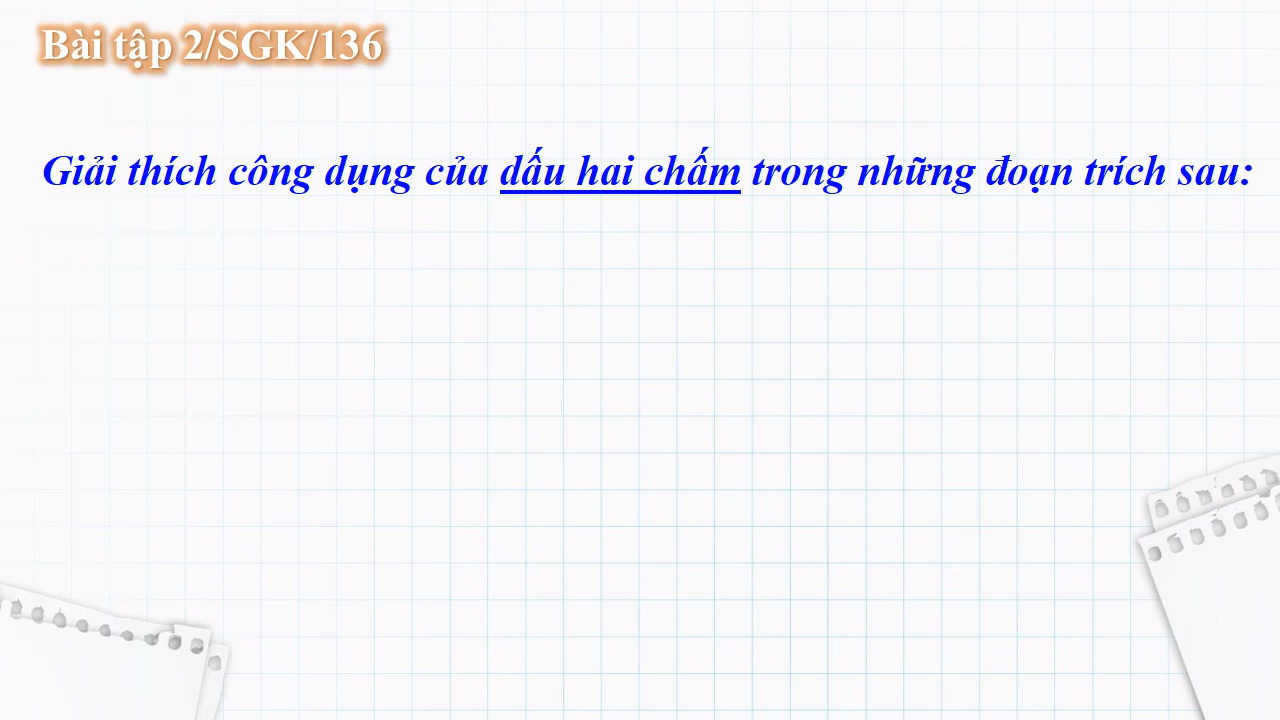 Bài tập 2/SGK/136
Giải thích công dụng của dấu hai chấm trong những đoạn trích sau: